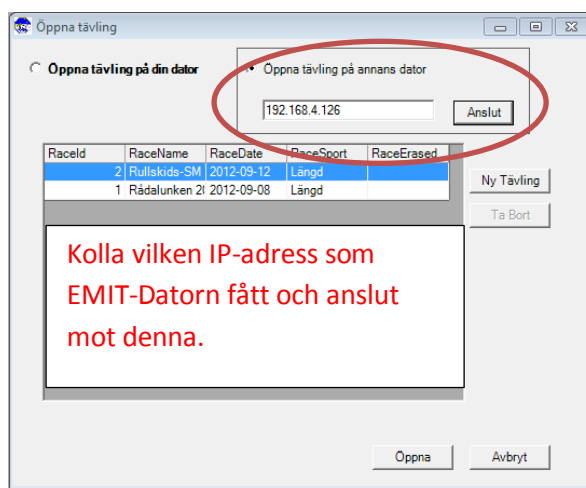 Öppna tävling
Öppna tävling på din dator
Öppna tävling på annans dator
192.168.4.126
Anslut
RaceId RaceName RaceDate RaceSport RaceErased
2 Rullskids-SM 2012-09-12 Längd
1 Rådalunken 2( 2012-09-08 Längd
Ny Tävling
Ta Bort
Kolla vilken IP-adress som
EMIT-Datorn fått och anslut
mot denna.
Öppna
Avbryt